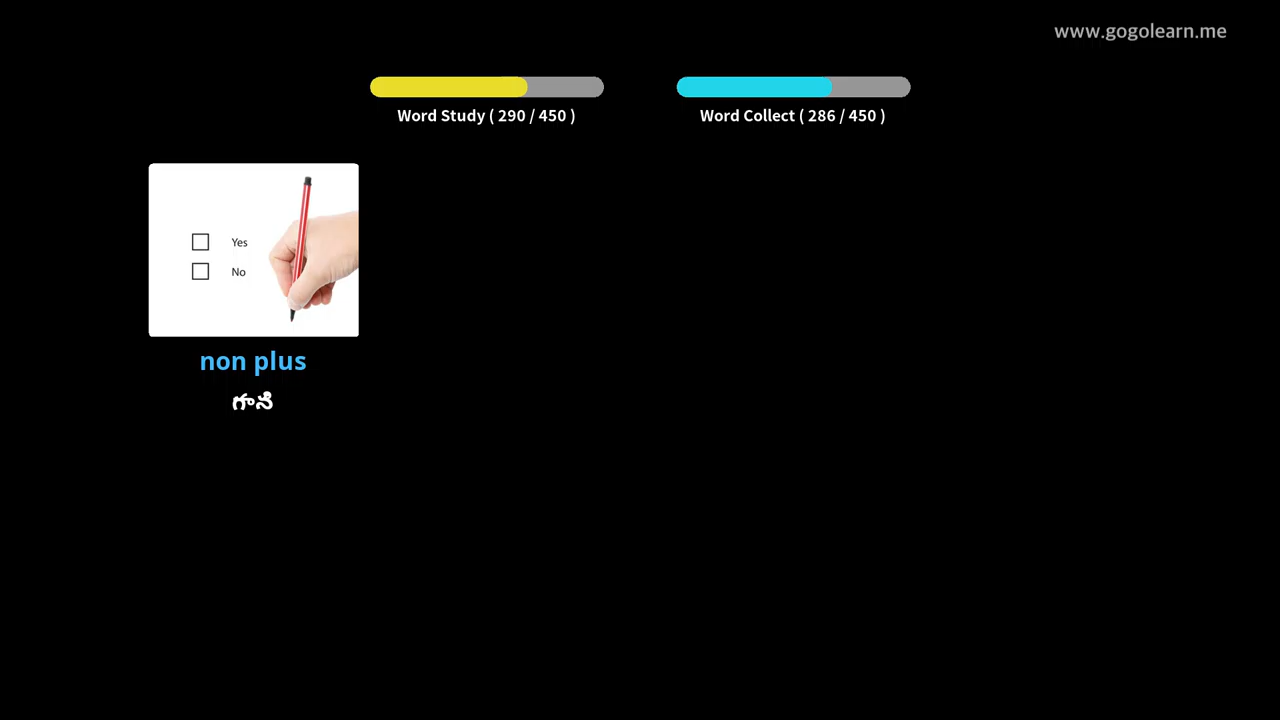 www.gogolearn.me
Word Study ( 290 / 450 )
Word Collect ( 286 / 450 )
Yes
No
non plus
గాని